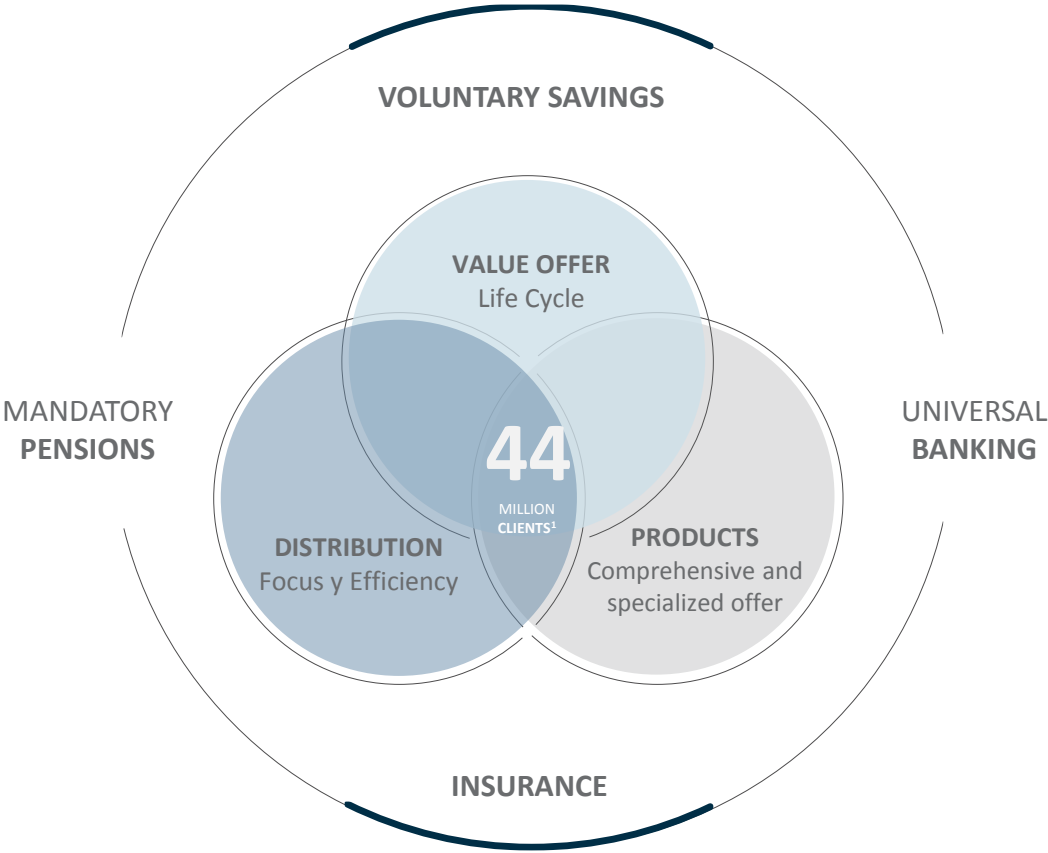 VOLUNTARY SAVINGS
VALUE OFFER
Life Cycle
MANDATORY
PENSIONS
UNIVERSAL
BANKING
44
MILLION
CLIENTS¹
DISTRIBUTION
Focus y Efficiency
PRODUCTS
Comprehensive and
specialized offer
INSURANCE